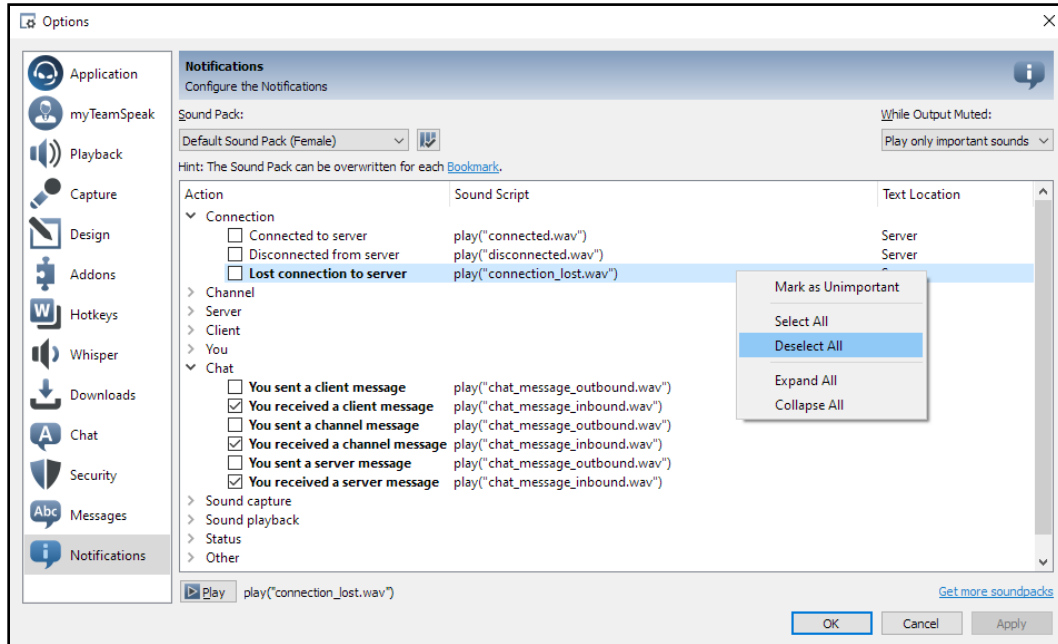 Options
Application
myTeamSpeak
Playback
Capture
Design
Addons
Hotkeys
Whisper
Downloads
Chat
Security
Messages
Notifications
Notifications
Configure the Notifications
Sound Pack:
While Output Muted:
Default Sound Pack (Female)
Play only important sounds
Hint: The Sound Pack can be overwritten for each Bookmark.
Action Sound Script Text Location
Connection
Connected to server play("connected.wav") Server
Disconnected from server play("disconnected.wav") Server
Lost connection to server play("connection_lost.wav")
Channel
Server
Client
You
Chat
You sent a client message play("chat_message_outbound.wav")
You received a client message play("chat_message_inbound.wav")
You sent a channel message play("chat_message_outbound.wav")
You received a channel message play("chat_message_inbound.wav")
You sent a server message play("chat_message_outbound.wav")
You received a server message play("chat_message_inbound.wav")
Sound capture
Sound playback
Status
Other
Mark as Unimportant
Select All
Deselect All
Expand All
Collapse All
Play play("connection_lost.wav")
Get more soundpacks
OK Cancel Apply
W
A
Abc